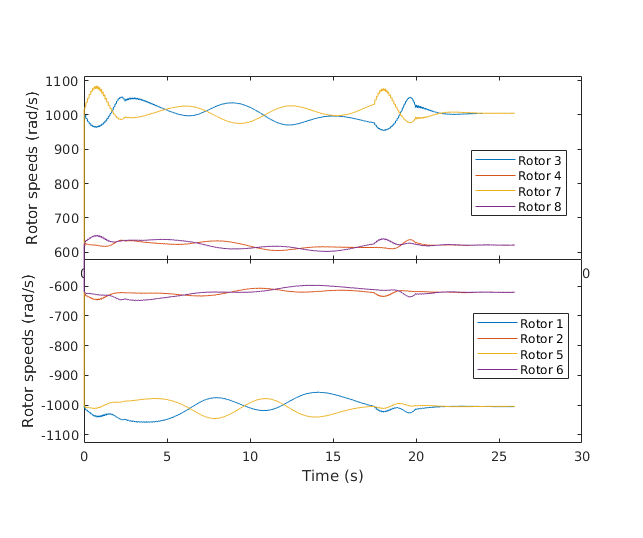 1100
1000
900
800
700
600
Rotor speeds (rad/s)
Rotor 3
Rotor 4
Rotor 7
Rotor 8
0
0
-600
-700
-800
-900
-1000
-1100
Rotor speeds (rad/s)
Rotor 1
Rotor 2
Rotor 5
Rotor 6
0 5 10 15 20 25 30
Time (s)